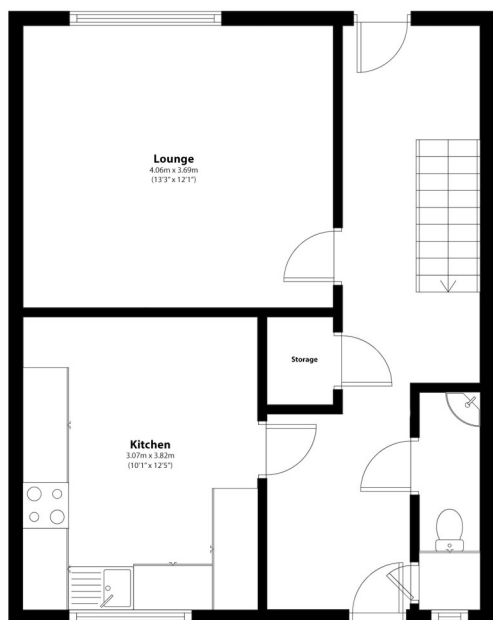 Lounge
4.06m x 3.69m
(13'3" x 12'1")
Storage
Kitchen
3.07m x 3.82m
(10'1" x 12'5")